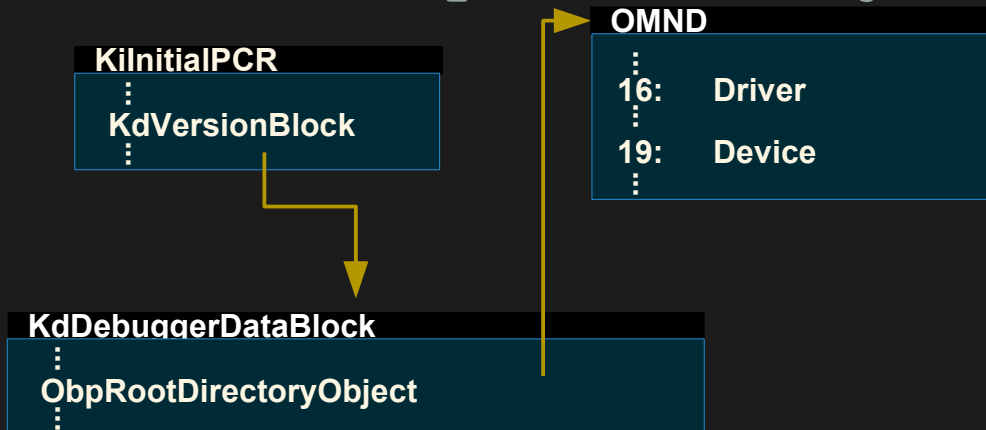 OMND
KiInitialPCR
16: Driver
KdVersionBlock
19: Device
KdDebuggerDataBlock
ObpRootDirectoryObject